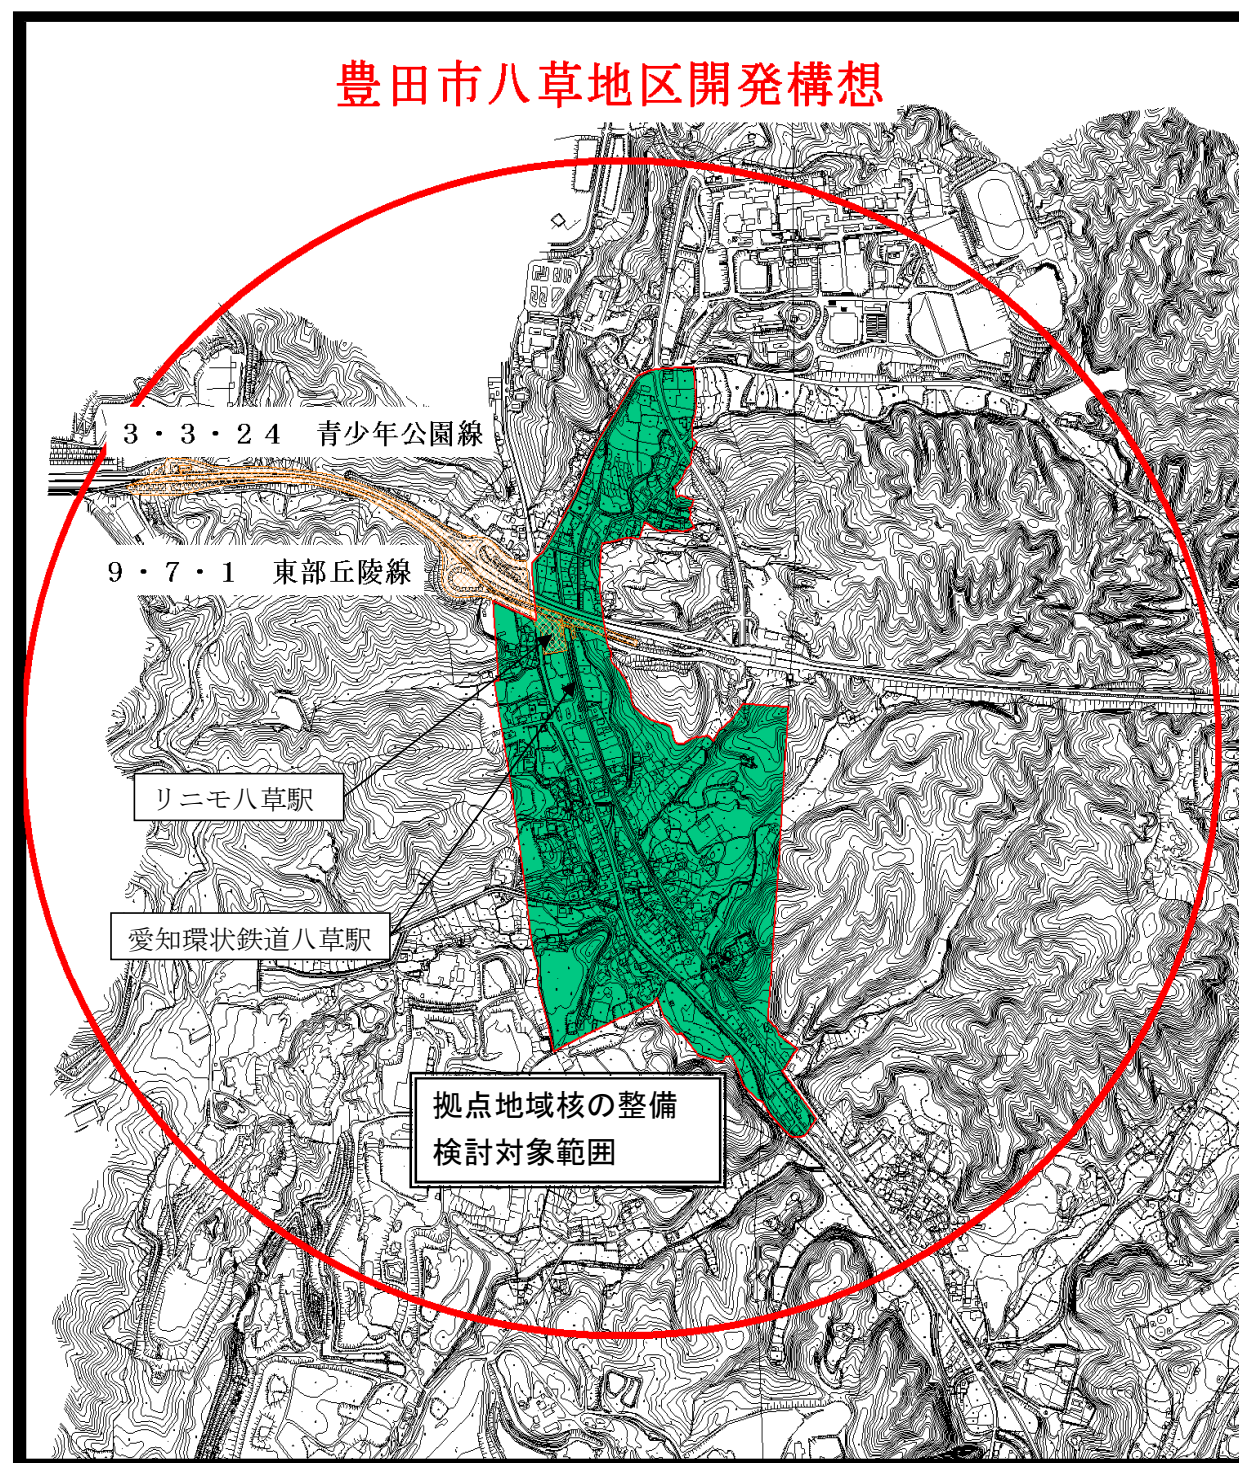 豊田市八草地区開発構想
３・３・２４　青少年公園線
９・７・１　東部丘陵線
リニモ八草駅
愛知環状鉄道八草駅
拠点地域核の整備
検討対象範囲